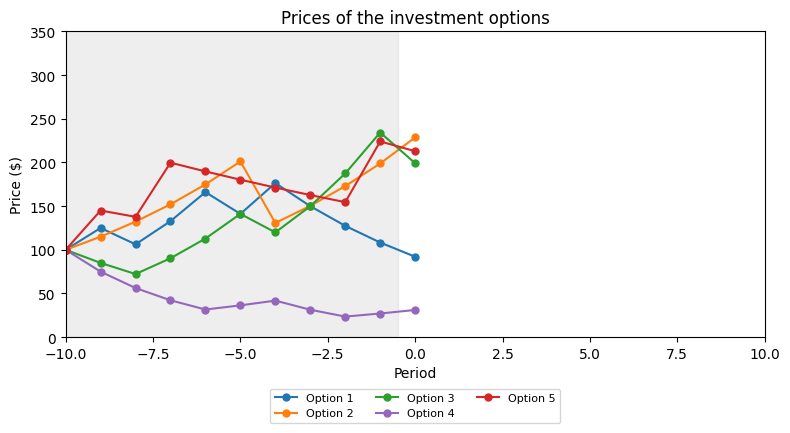 Prices of the investment options
Price ($)
350
300
250
200
150
100
50
0
−10.0 −7.5 −5.0 −2.5 0.0 2.5 5.0 7.5 10.0
Period
Option 1 Option 3 Option 5
Option 2 Option 4